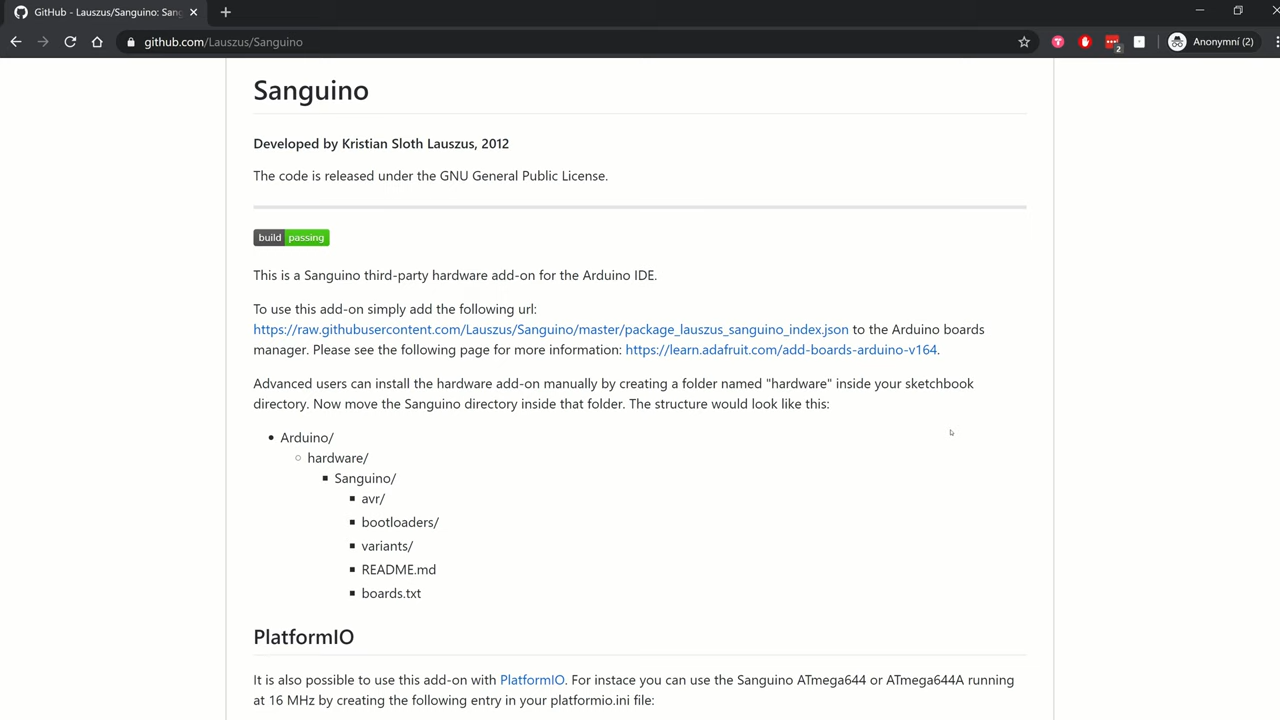 GitHub - Lauszus/Sanguino: Sang
github.com/Lauszus/Sanguino
2
Anonymní (2)
Sanguino
Developed by Kristian Sloth Lauszus, 2012
The code is released under the GNU General Public License.
build passing
This is a Sanguino third-party hardware add-on for the Arduino IDE.
To use this add-on simply add the following url:
https://raw.githubusercontent.com/Lauszus/Sanguino/master/package_lauszus_sanguino_index.json to the Arduino boards
manager. Please see the following page for more information: https://learn.adafruit.com/add-boards-arduino-v164.
Advanced users can install the hardware add-on manually by creating a folder named "hardware" inside your sketchbook
directory. Now move the Sanguino directory inside that folder. The structure would look like this:
Arduino/
hardware/
Sanguino/
avr/
bootloaders/
variants/
README.md
boards.txt
PlatformIO
It is also possible to use this add-on with PlatformIO. For instace you can use the Sanguino ATmega644 or ATmega644A running
at 16 MHz by creating the following entry in your platformio.ini file: